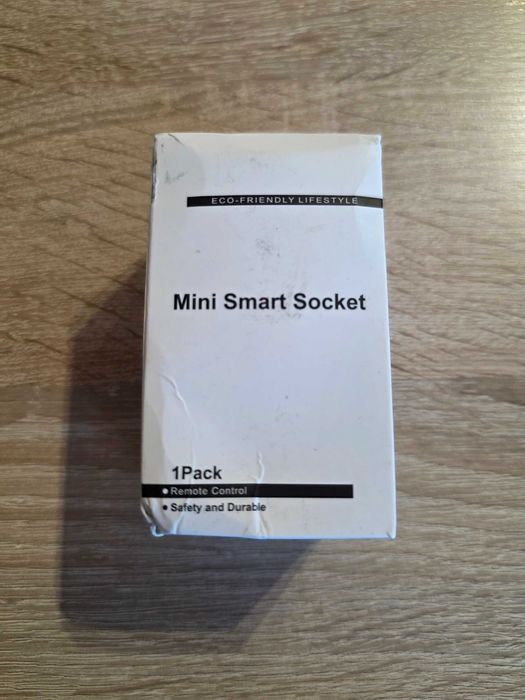 ECO-FRIENDLY LIFESTYLE
Mini Smart Socket
1Pack
• Remote Control
• Safety and Durable